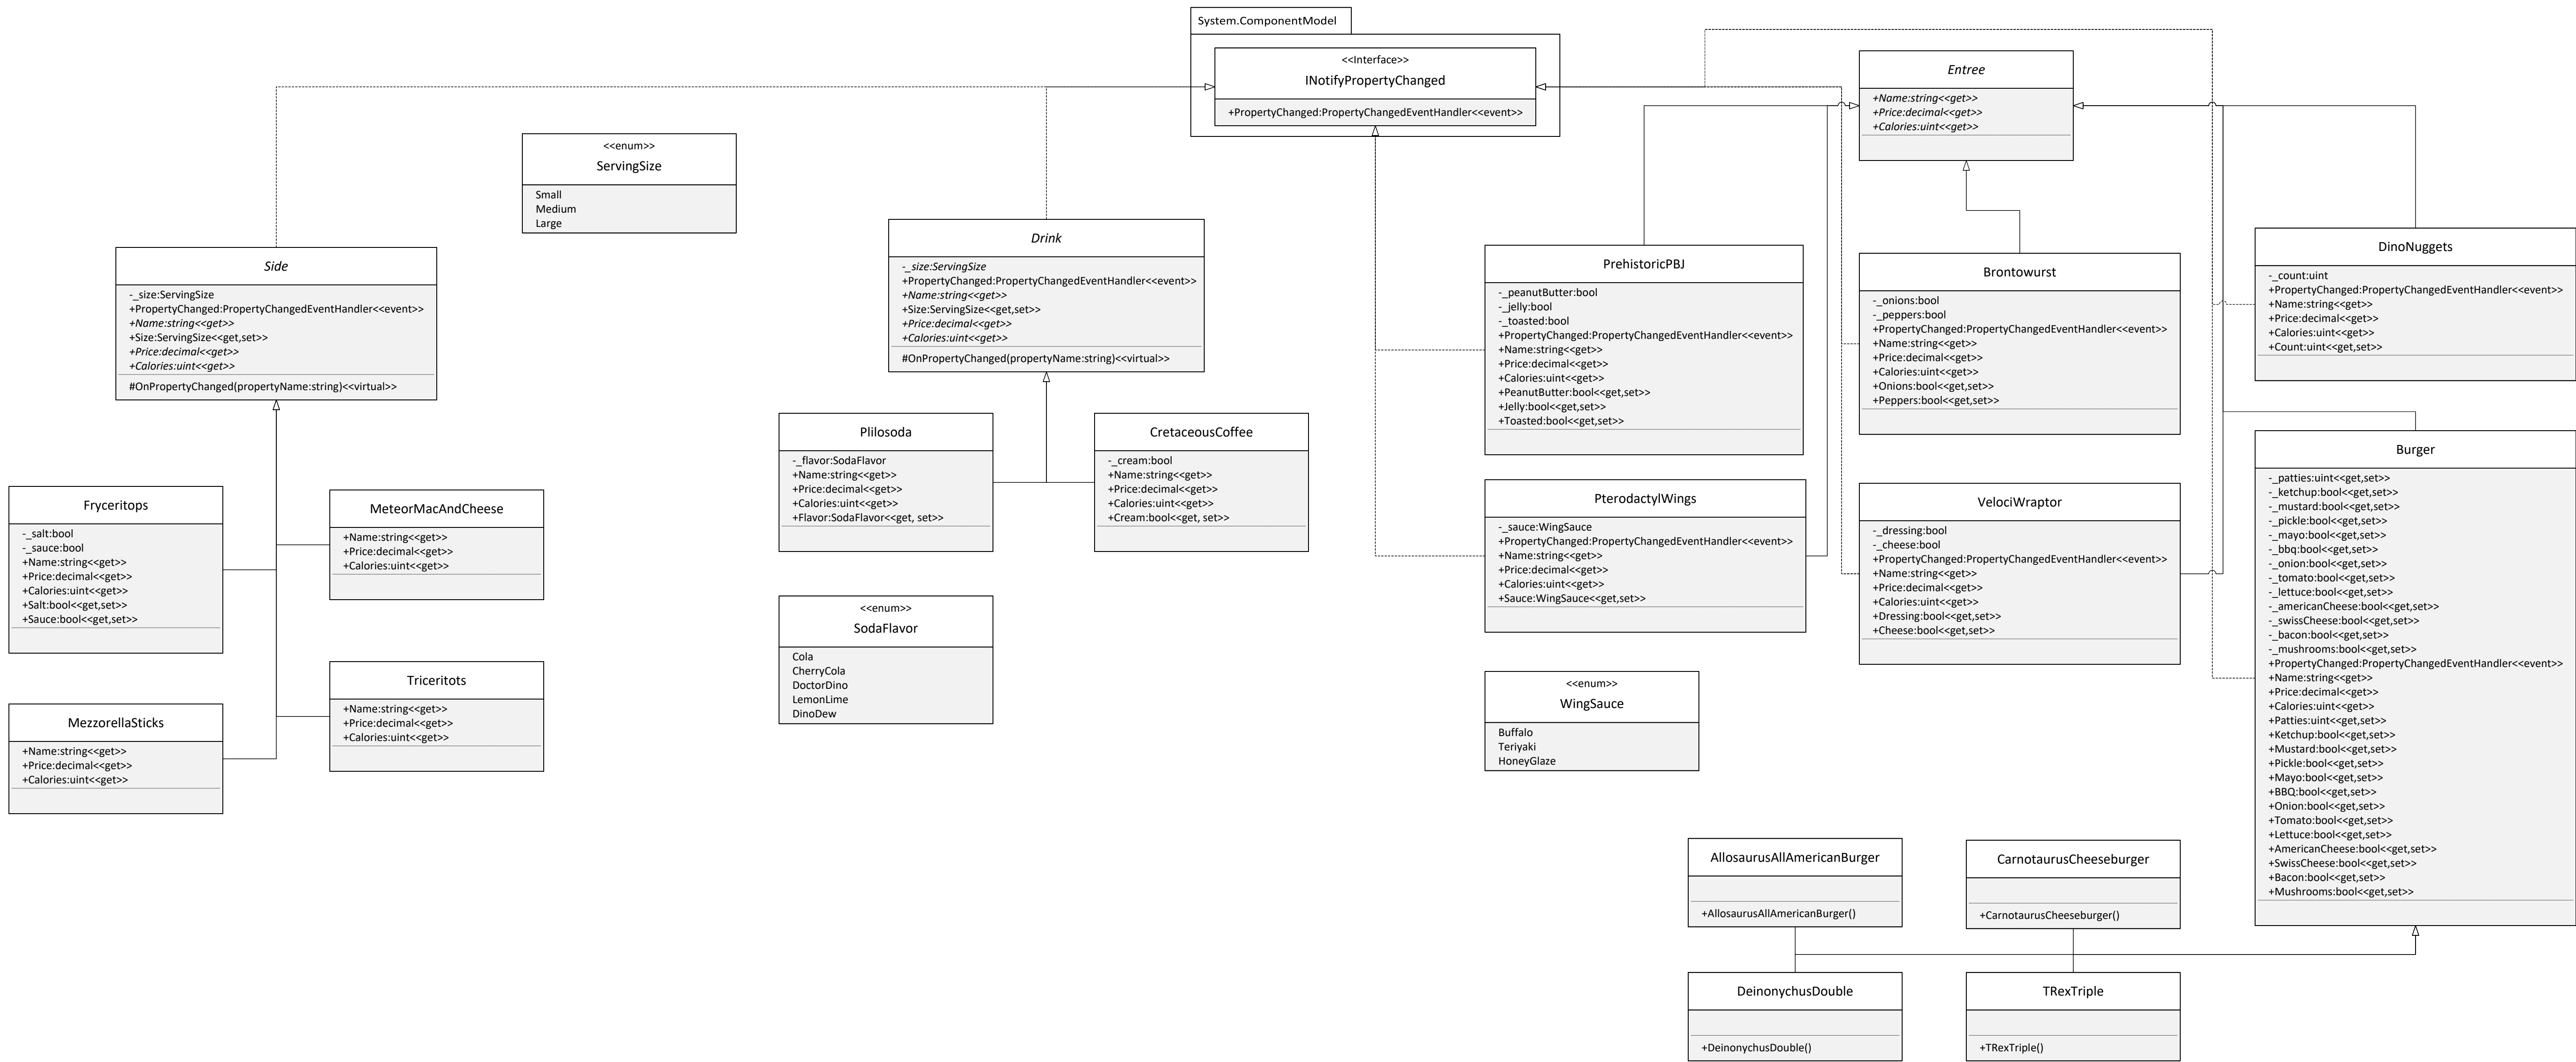 System.ComponentModel
<<Interface>>
INotifyPropertyChanged
+PropertyChanged:PropertyChangedEventHandler<<event>>
Entree
+Name:string<<get>>
+Price:decimal<<get>>
+Calories:uint<<get>>
<<enum>>
ServingSize
Small
Medium
Large
Side
-_size:ServingSize
+PropertyChanged:PropertyChangedEventHandler<<event>>
+Name:string<<get>>
+Size:ServingSize<<get,set>>
+Price:decimal<<get>>
+Calories:uint<<get>>
#OnPropertyChanged(propertyName:string)<<virtual>>
Drink
-_size:ServingSize
+PropertyChanged:PropertyChangedEventHandler<<event>>
+Name:string<<get>>
+Size:ServingSize<<get,set>>
+Price:decimal<<get>>
+Calories:uint<<get>>
#OnPropertyChanged(propertyName:string)<<virtual>>
PrehistoricPBJ
-_peanutButter:bool
-_jelly:bool
-_toasted:bool
+PropertyChanged:PropertyChangedEventHandler<<event>>
+Name:string<<get>>
+Price:decimal<<get>>
+Calories:uint<<get>>
+PeanutButter:bool<<get,set>>
+Jelly:bool<<get,set>>
+Toasted:bool<<get,set>>
Brontowurst
-_onions:bool
-_peppers:bool
+PropertyChanged:PropertyChangedEventHandler<<event>>
+Name:string<<get>>
+Price:decimal<<get>>
+Calories:uint<<get>>
+Onions:bool<<get,set>>
+Peppers:bool<<get,set>>
DinoNuggets
-_count:uint
+PropertyChanged:PropertyChangedEventHandler<<event>>
+Name:string<<get>>
+Price:decimal<<get>>
+Calories:uint<<get>>
+Count:uint<<get,set>>
Plilosoda
-_flavor:SodaFlavor
+Name:string<<get>>
+Price:decimal<<get>>
+Calories:uint<<get>>
+Flavor:SodaFlavor<<get, set>>
CretaceousCoffee
-_cream:bool
+Name:string<<get>>
+Price:decimal<<get>>
+Calories:uint<<get>>
+Cream:bool<<get, set>>
Fryceritops
-_salt:bool
-_sauce:bool
+Name:string<<get>>
+Price:decimal<<get>>
+Calories:uint<<get>>
+Salt:bool<<get,set>>
+Sauce:bool<<get,set>>
MeteorMacAndCheese
+Name:string<<get>>
+Price:decimal<<get>>
+Calories:uint<<get>>
PterodactylWings
-_sauce:WingSauce
+PropertyChanged:PropertyChangedEventHandler<<event>>
+Name:string<<get>>
+Price:decimal<<get>>
+Calories:uint<<get>>
+Sauce:WingSauce<<get,set>>
VelociWraptor
-_dressing:bool
-_cheese:bool
+PropertyChanged:PropertyChangedEventHandler<<event>>
+Name:string<<get>>
+Price:decimal<<get>>
+Calories:uint<<get>>
+Dressing:bool<<get,set>>
+Cheese:bool<<get,set>>
Burger
-_patties:uint<<get,set>>
-_ketchup:bool<<get,set>>
-_mustard:bool<<get,set>>
-_pickle:bool<<get,set>>
-_mayo:bool<<get,set>>
-_bbq:bool<<get,set>>
-_onion:bool<<get,set>>
-_tomato:bool<<get,set>>
-_lettuce:bool<<get,set>>
-_americanCheese:bool<<get,set>>
-_swissCheese:bool<<get,set>>
-_bacon:bool<<get,set>>
-_mushrooms:bool<<get,set>>
+PropertyChanged:PropertyChangedEventHandler<<event>>
+Name:string<<get>>
+Price:decimal<<get>>
+Calories:uint<<get>>
+Patties:uint<<get,set>>
+Ketchup:bool<<get,set>>
+Mustard:bool<<get,set>>
+Pickle:bool<<get,set>>
+Mayo:bool<<get,set>>
+BBQ:bool<<get,set>>
+Onion:bool<<get,set>>
+Tomato:bool<<get,set>>
+Lettuce:bool<<get,set>>
+AmericanCheese:bool<<get,set>>
+SwissCheese:bool<<get,set>>
+Bacon:bool<<get,set>>
+Mushrooms:bool<<get,set>>
<<enum>>
SodaFlavor
Cola
CherryCola
DoctorDino
LemonLime
DinoDew
MezzorellaSticks
+Name:string<<get>>
+Price:decimal<<get>>
+Calories:uint<<get>>
Triceritots
+Name:string<<get>>
+Price:decimal<<get>>
+Calories:uint<<get>>
<<enum>>
WingSauce
Buffalo
Teriyaki
HoneyGlaze
AllosaurusAllAmericanBurger
+AllosaurusAllAmericanBurger()
CarnotaurusCheeseburger
+CarnotaurusCheeseburger()
DeinonychusDouble
+DeinonychusDouble()
TRexTriple
+TRexTriple()